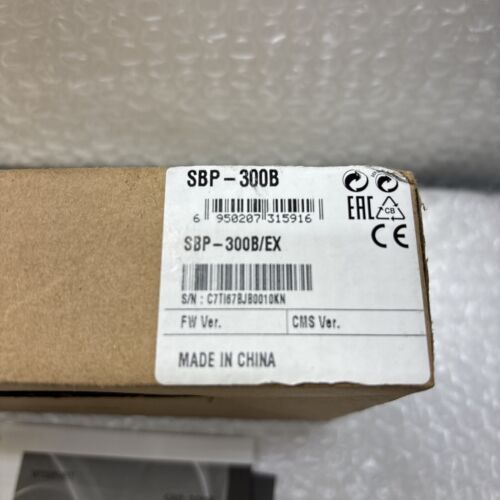 SBP-300B
6 950207 315916
EAC
CB
CE
SBP-300B/EX
S/N : C7TI67BJB0010KN
FW Ver.
CMS Ver.
MADE IN CHINA